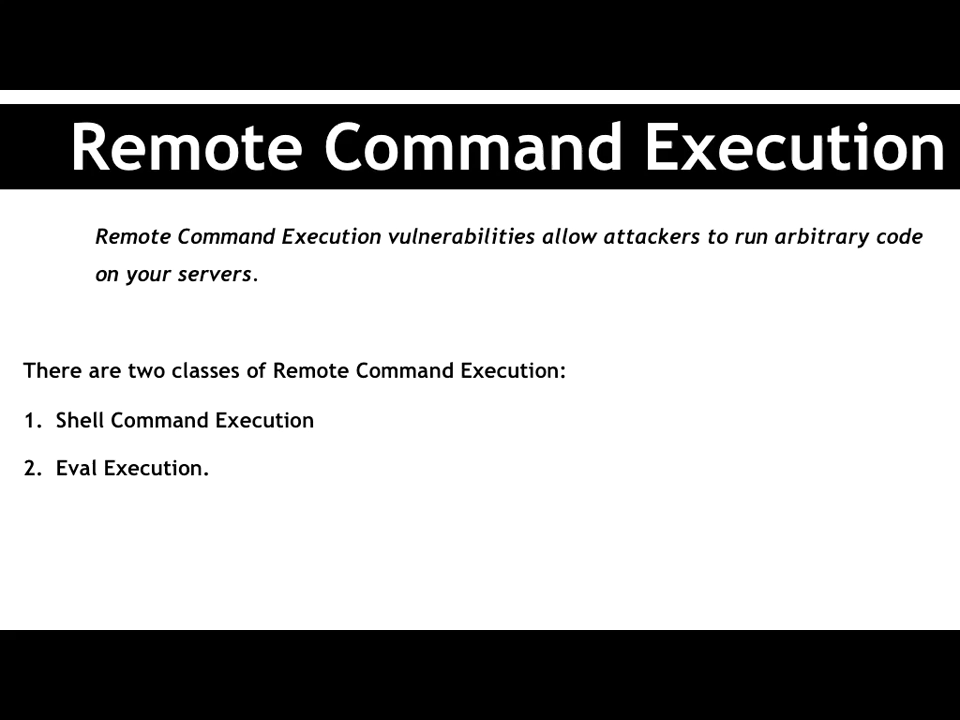 Remote Command Execution
Remote Command Execution vulnerabilities allow attackers to run arbitrary code
on your servers.
There are two classes of Remote Command Execution:
1. Shell Command Execution
2. Eval Execution.